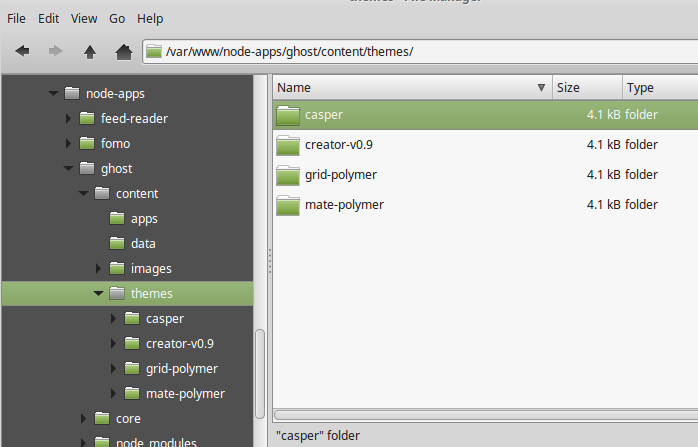 File Edit View Go Help
/var/www/node-apps/ghost/content/themes/
node-apps
feed-reader
fomo
ghost
content
apps
data
images
themes
casper
creator-v0.9
grid-polymer
mate-polymer
core
node_modules
Name Size Type
casper 4.1 kB folder
creator-v0.9 4.1 kB folder
grid-polymer 4.1 kB folder
mate-polymer 4.1 kB folder
"casper" folder